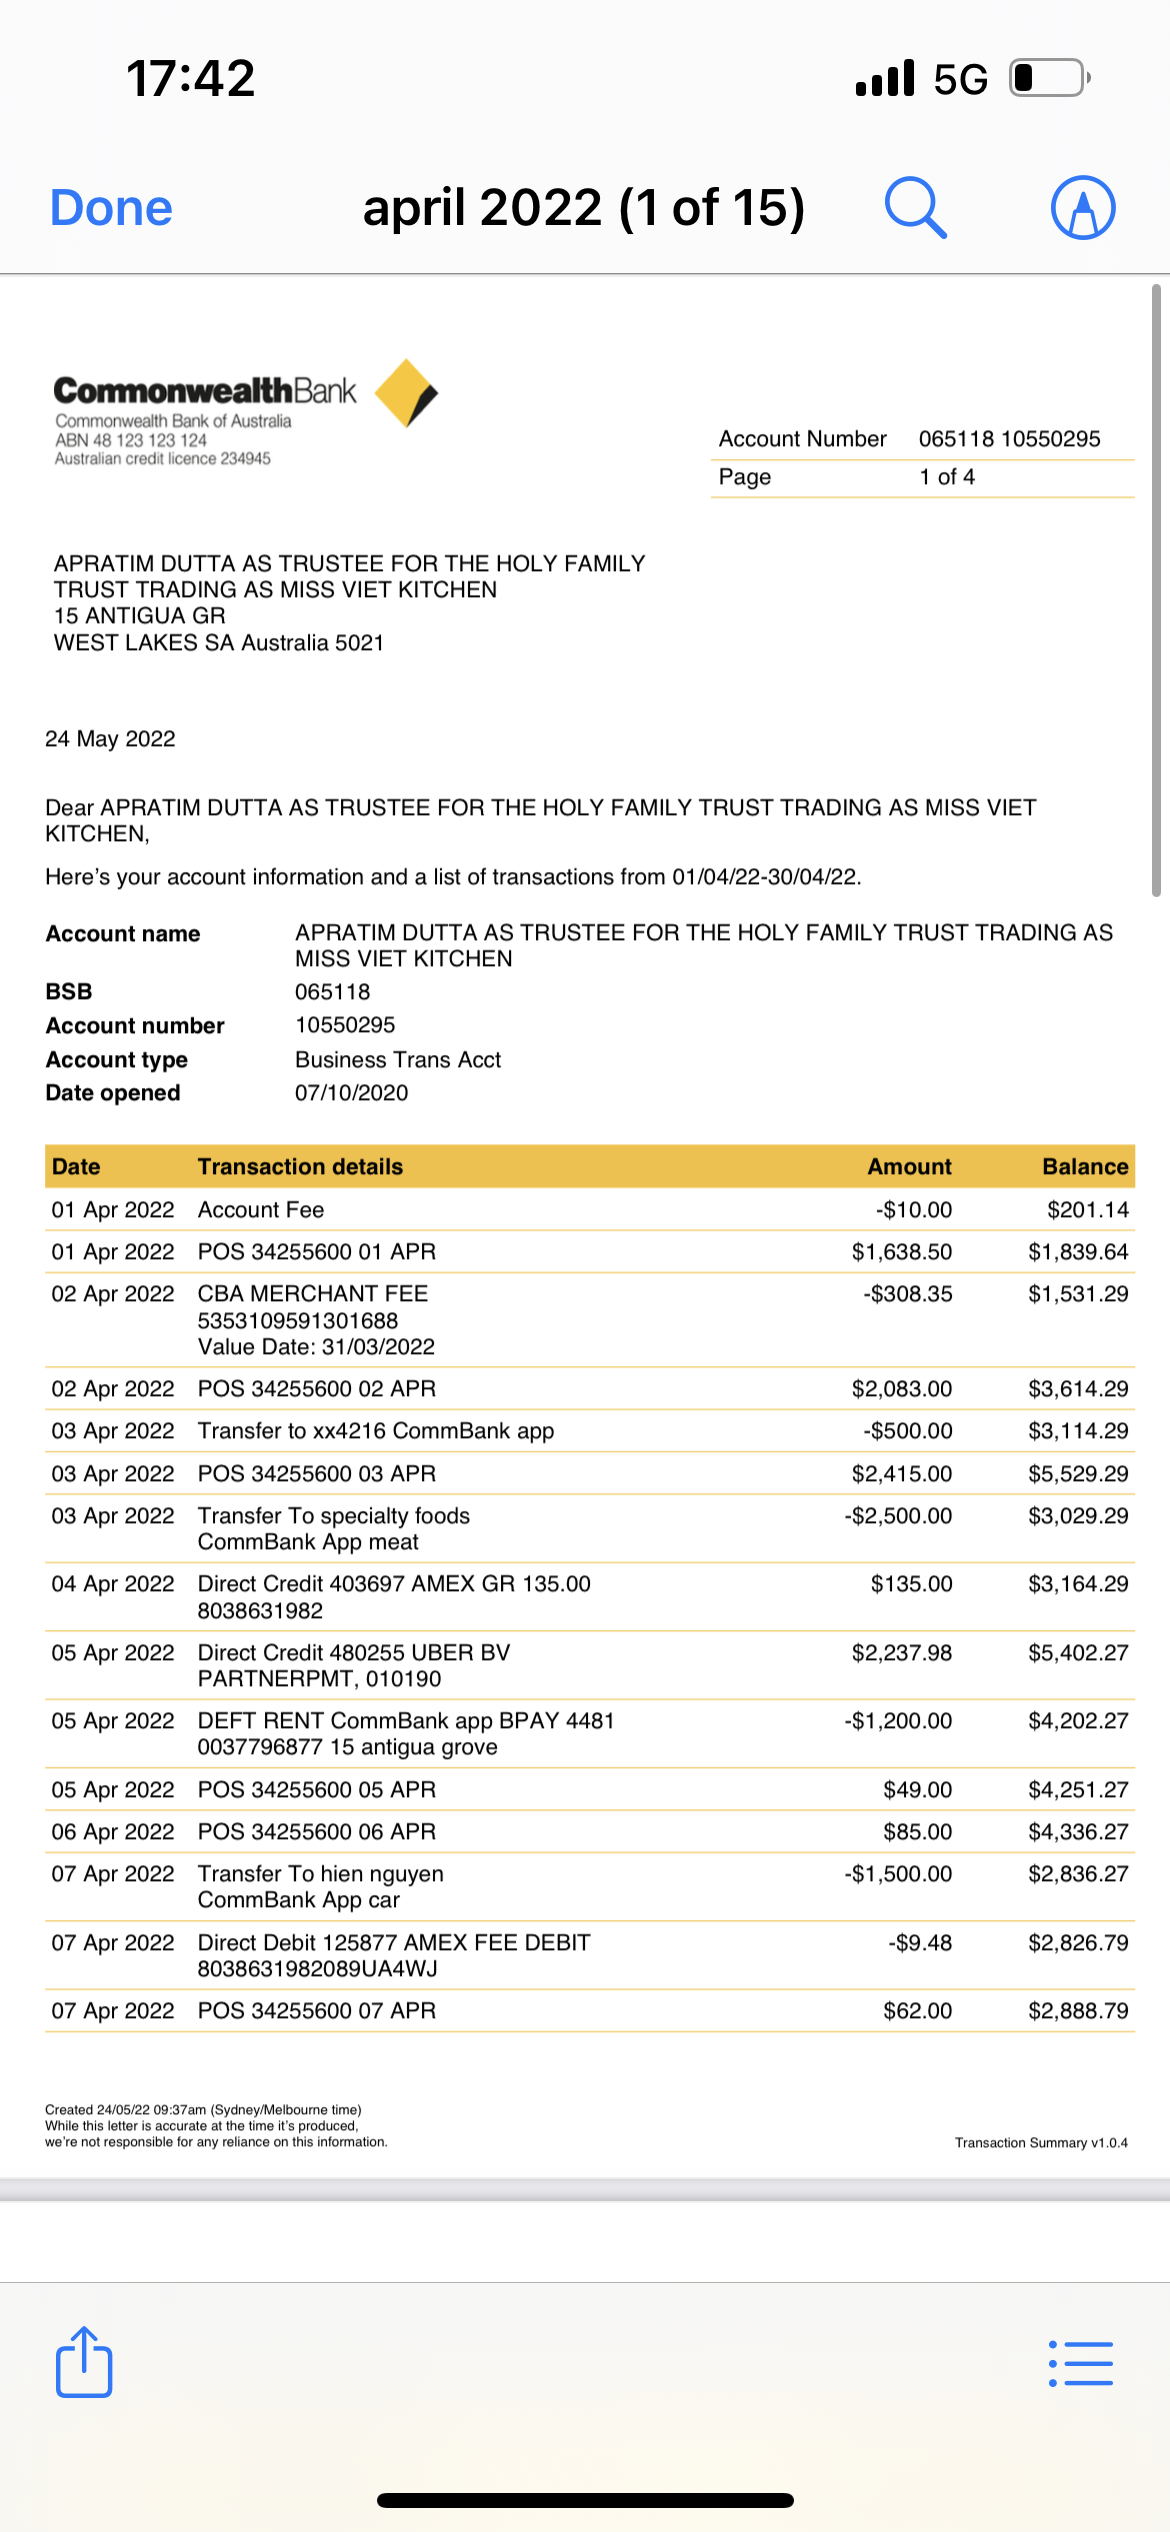 17:42 5G
Done april 2022 (1 of 15)
CommonwealthBank
Commonwealth Bank of Australia
ABN 48 123 123 124
Australian credit licence 234945
Account Number 065118 10550295
Page 1 of 4
APRATIM DUTTA AS TRUSTEE FOR THE HOLY FAMILY
TRUST TRADING AS MISS VIET KITCHEN
15 ANTIGUA GR
WEST LAKES SA Australia 5021
24 May 2022
Dear APRATIM DUTTA AS TRUSTEE FOR THE HOLY FAMILY TRUST TRADING AS MISS VIET
KITCHEN,
Here's your account information and a list of transactions from 01/04/22-30/04/22.
Account name APRATIM DUTTA AS TRUSTEE FOR THE HOLY FAMILY TRUST TRADING AS
MISS VIET KITCHEN
BSB 065118
Account number 10550295
Account type Business Trans Acct
Date opened 07/10/2020
Date Transaction details Amount Balance
01 Apr 2022 Account Fee -$10.00 $201.14
01 Apr 2022 POS 34255600 01 APR $1,638.50 $1,839.64
02 Apr 2022 CBA MERCHANT FEE -$308.35 $1,531.29
5353109591301688
Value Date: 31/03/2022
02 Apr 2022 POS 34255600 02 APR $2,083.00 $3,614.29
03 Apr 2022 Transfer to xx4216 CommBank app -$500.00 $3,114.29
03 Apr 2022 POS 34255600 03 APR $2,415.00 $5,529.29
03 Apr 2022 Transfer To specialty foods -$2,500.00 $3,029.29
CommBank App meat
04 Apr 2022 Direct Credit 403697 AMEX GR 135.00 $135.00 $3,164.29
8038631982
05 Apr 2022 Direct Credit 480255 UBER BV $2,237.98 $5,402.27
PARTNERPMT, 010190
05 Apr 2022 DEFT RENT CommBank app BPAY 4481 -$1,200.00 $4,202.27
0037796877 15 antigua grove
05 Apr 2022 POS 34255600 05 APR $49.00 $4,251.27
06 Apr 2022 POS 34255600 06 APR $85.00 $4,336.27
07 Apr 2022 Transfer To hien nguyen -$1,500.00 $2,836.27
CommBank App car
07 Apr 2022 Direct Debit 125877 AMEX FEE DEBIT -$9.48 $2,826.79
8038631982089UA4WJ
07 Apr 2022 POS 34255600 07 APR $62.00 $2,888.79
Created 24/05/22 09:37am (Sydney/Melbourne time)
While this letter is accurate at the time it's produced,
we're not responsible for any reliance on this information.
Transaction Summary v1.0.4